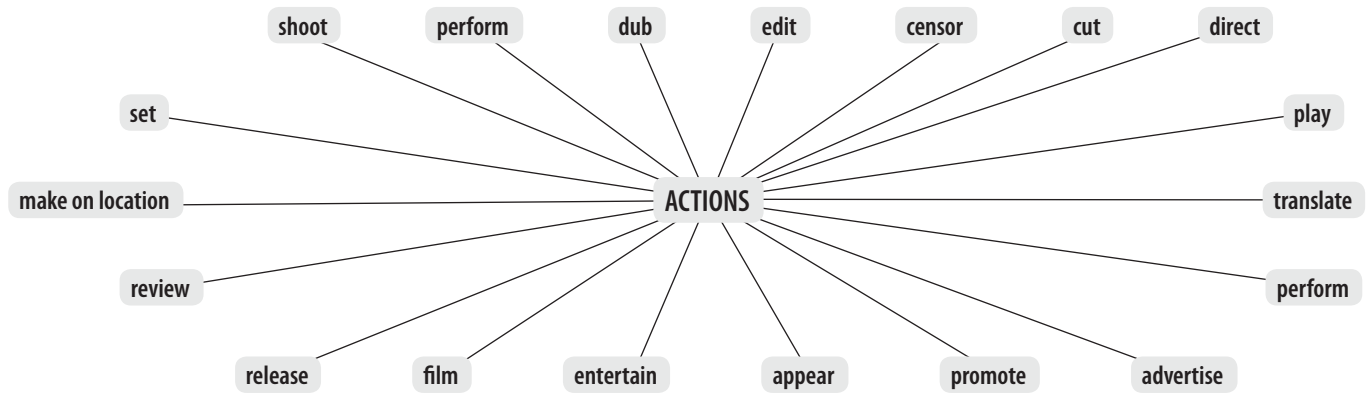 shoot
perform
dub
edit
censor
cut
direct
set
play
make on location
ACTIONS
translate
review
perform
release
film
entertain
appear
promote
advertise